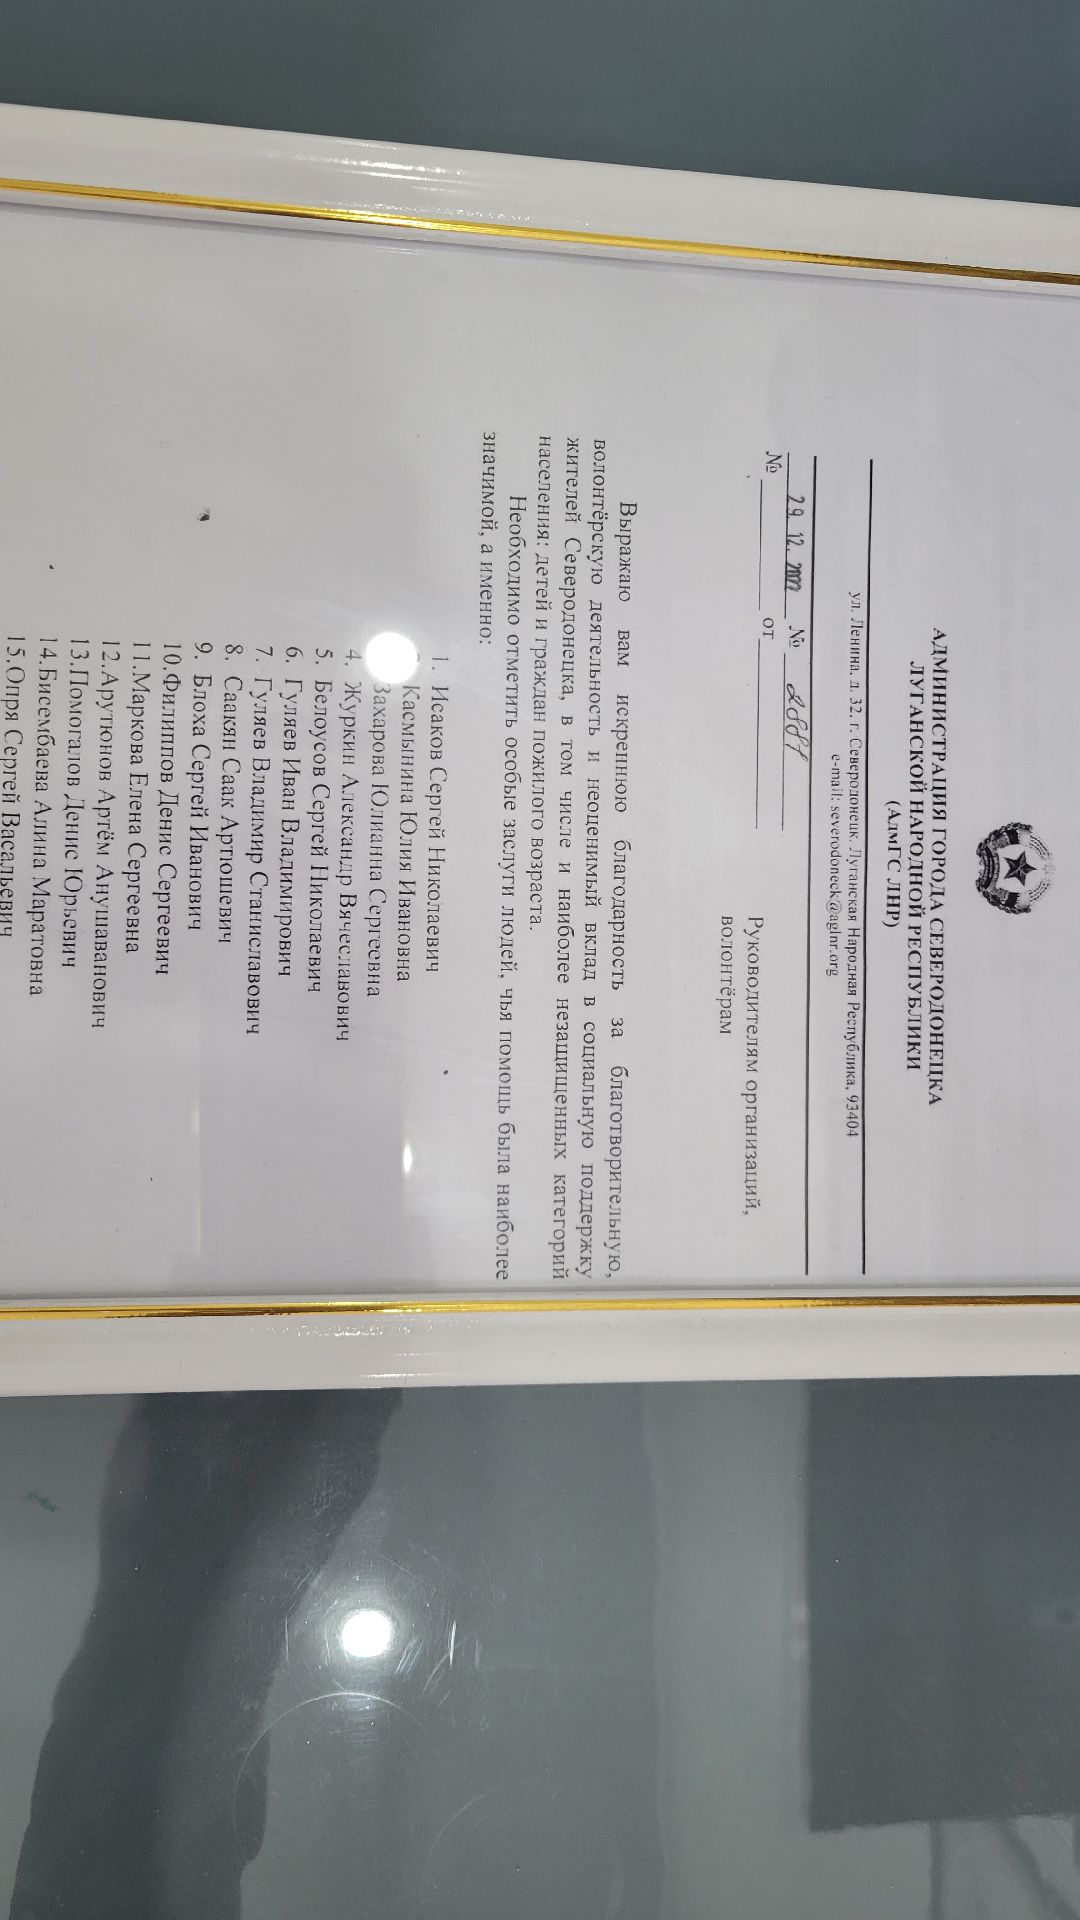 АДМИНИСТРАЦИЯ ГОРОДА СЕВЕРОДОНЕЦКА
ЛУГАНСКОЙ НАРОДНОЙ РЕСПУБЛИКИ
(АдмГС ЛНР)
ул. Ленина, д. 32. г. Северодонецк. Луганская Народная Республика, 93404
e-mail: severodoneck@aglnr.org
29.12.2022 №
№ от
Руководителям организаций,
волонтёрам
Выражаю вам искреннюю благодарность за благотворительную,
волонтёрскую деятельность и неоценимый вклад в социальную поддержку
жителей Северодонецка, в том числе и наиболее незащищенных категорий
населения: детей и граждан пожилого возраста.
Необходимо отметить особые заслуги людей, чья помощь была наиболее
значимой, а именно:
1. Исаков Сергей Николаевич
Касмынина Юлия Ивановна
Захарова Юлианна Сергеевна
4. Журкин Александр Вячеславович
5. Белоусов Сергей Николаевич
6. Гуляев Иван Владимирович
7. Гуляев Владимир Станиславович
8. Саакян Саак Артюшевич
9. Блоха Сергей Иванович
10.Филиппов Денис Сергеевич
11.Маркова Елена Сергеевна
12.Арутюнов Артём Анушаванович
13.Помогалов Денис Юрьевич
14.Бисембаева Алина Маратовна
15.Опря Сергей Васальевич